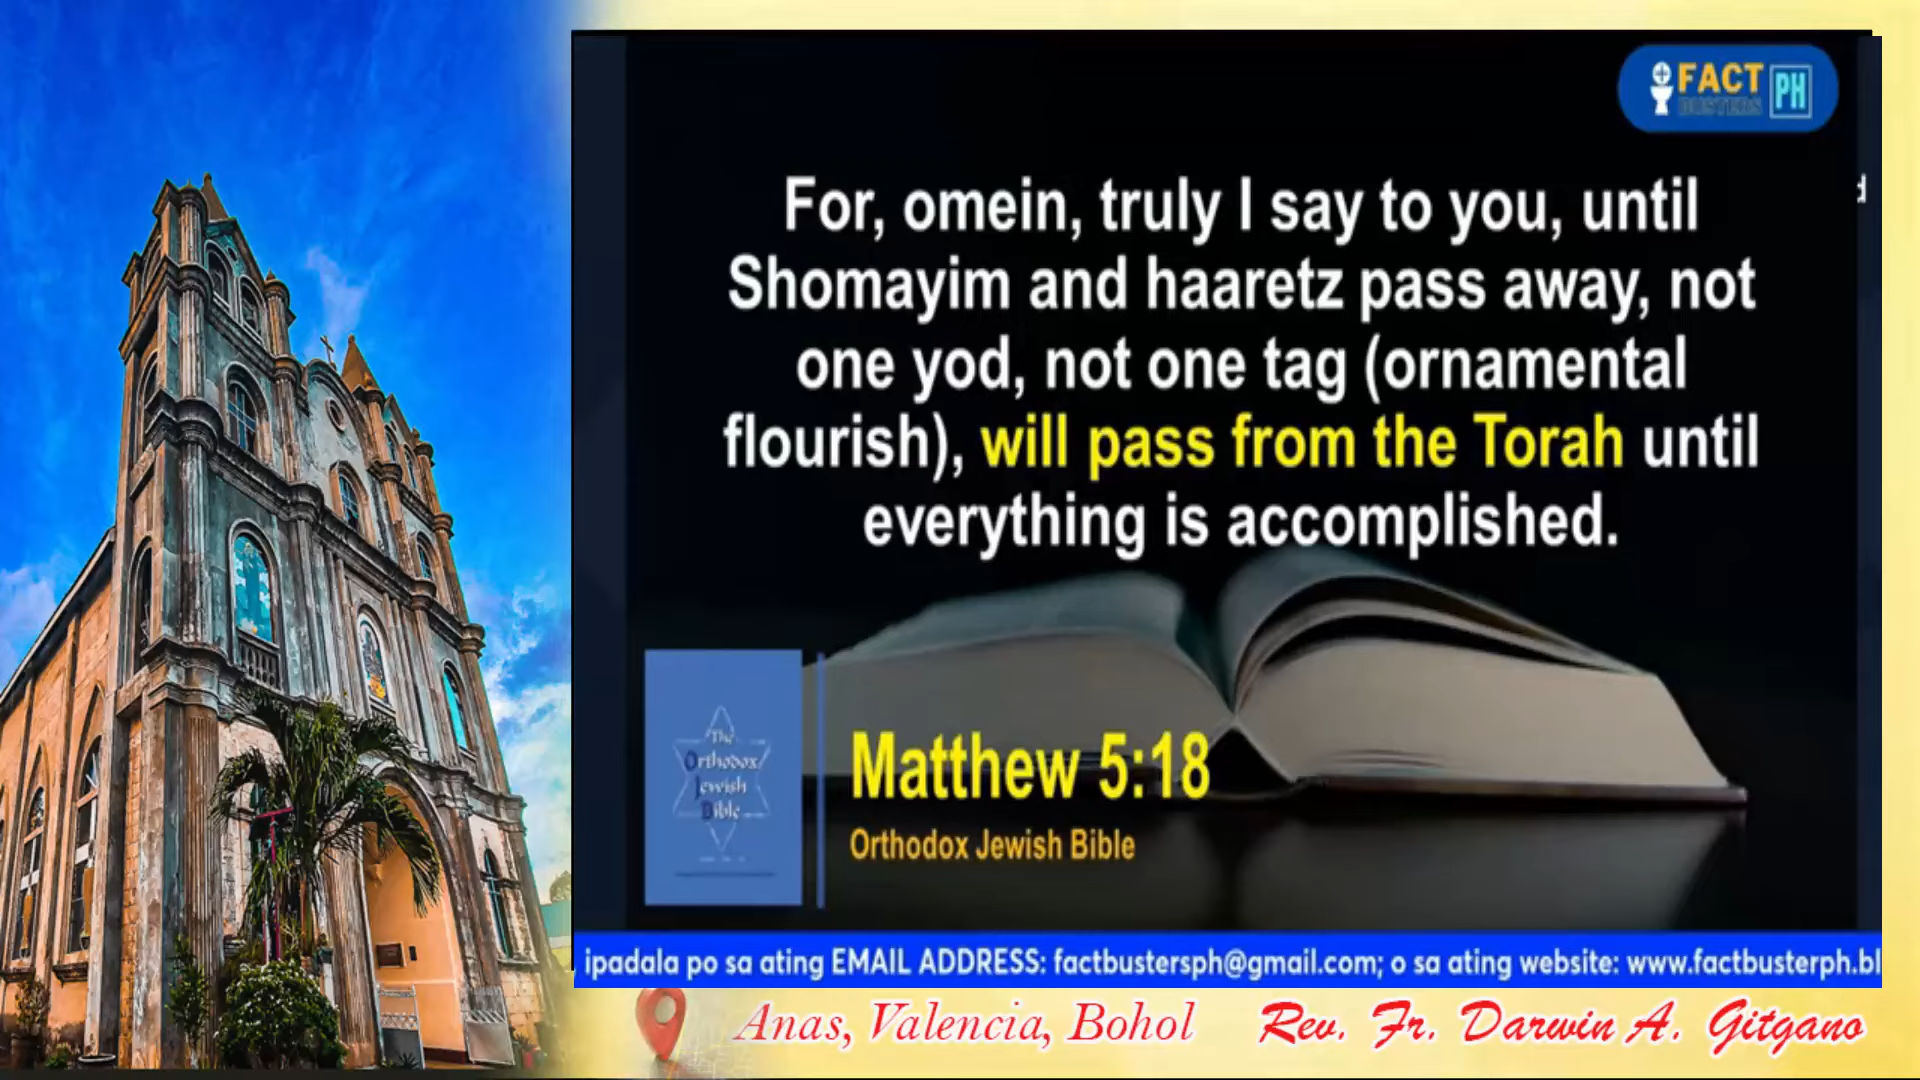 FACT
BUSTERS
PH
d
For, omein, truly I say to you, until
Shomayim and haaretz pass away, not
one yod, not one tag (ornamental
flourish), will pass from the Torah until
everything is accomplished.
The
Orthodox
Jewish
Bible
Matthew 5:18
Orthodox Jewish Bible
ipadala po sa ating EMAIL ADDRESS: factbustersph@gmail.com; o sa ating website: www.factbusterph.bl
Anas, Valencia, Bohol
Rev. Fr. Darwin A. Gitgano